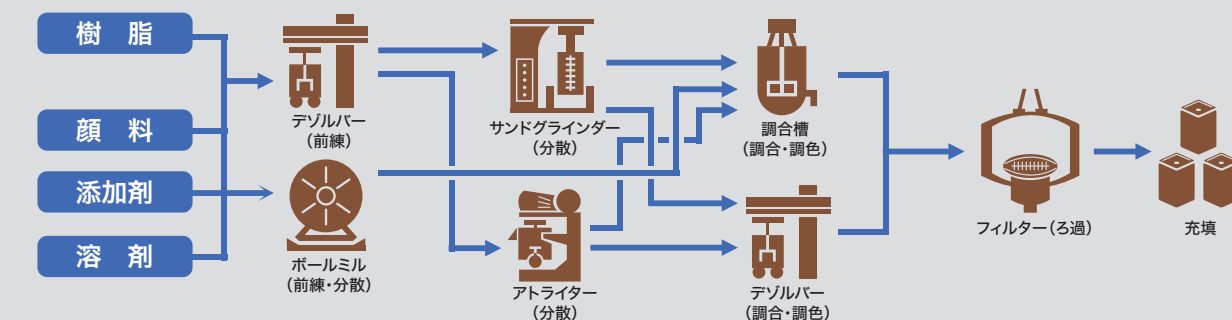 樹 脂
顔 料
添加剤
溶 剤
デゾルバー
(前練)
ボールミル
(前練・分散)
サンドグラインダー
(分散)
アトライター
(分散)
調合槽
(調合・調色)
デゾルバー
(調合・調色)
フィルター(ろ過)
充填